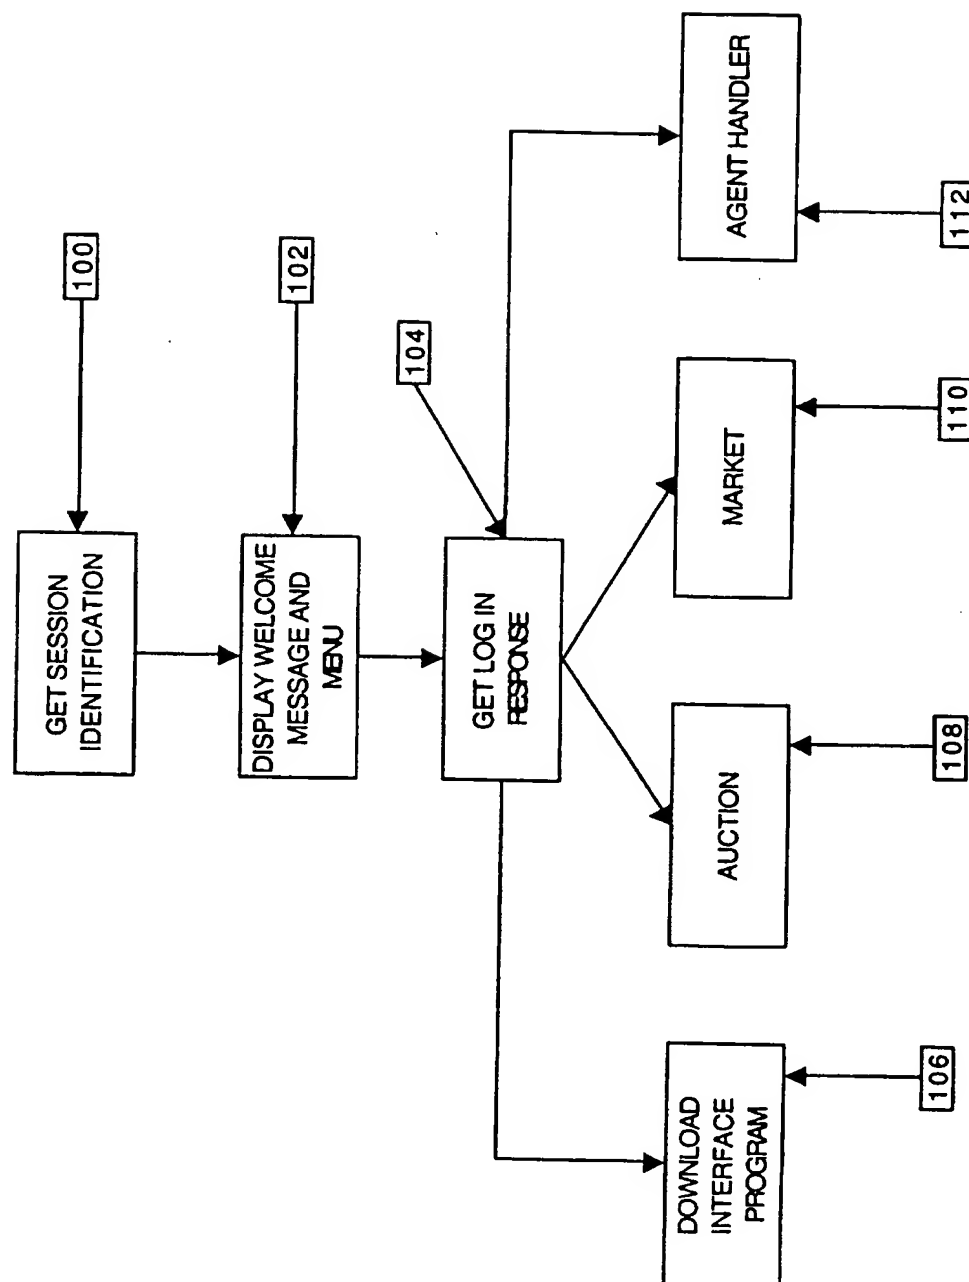 GET SESSION
IDENTIFICATION
100
DISPLAY WELCOME
MESSAGE AND
MENU
102
GET LOG IN
RESPONSE
104
DOWNLOAD
INTERFACE
PROGRAM
106
AUCTION
108
MARKET
110
AGENT HANDLER
112